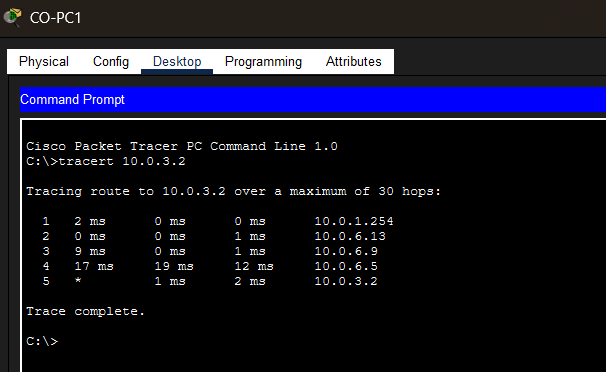 CO-PC1
Physical Config Desktop Programming Attributes
Command Prompt
Cisco Packet Tracer PC Command Line 1.0
C:\>tracert 10.0.3.2
Tracing route to 10.0.3.2 over a maximum of 30 hops:
1 2 ms 0 ms 0 ms 10.0.1.254
2 0 ms 0 ms 1 ms 10.0.6.13
3 9 ms 0 ms 1 ms 10.0.6.9
4 17 ms 19 ms 12 ms 10.0.6.5
5 * 1 ms 2 ms 10.0.3.2
Trace complete.
C:\>